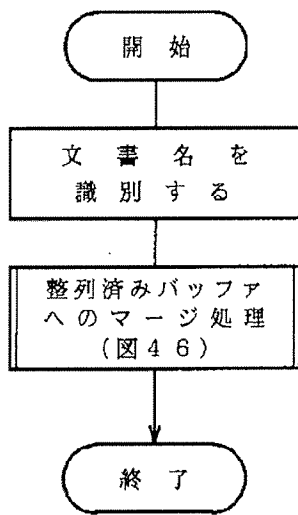 開始
文書名を
識別する
整列済みバッファ
へのマージ処理
(図46)
終了